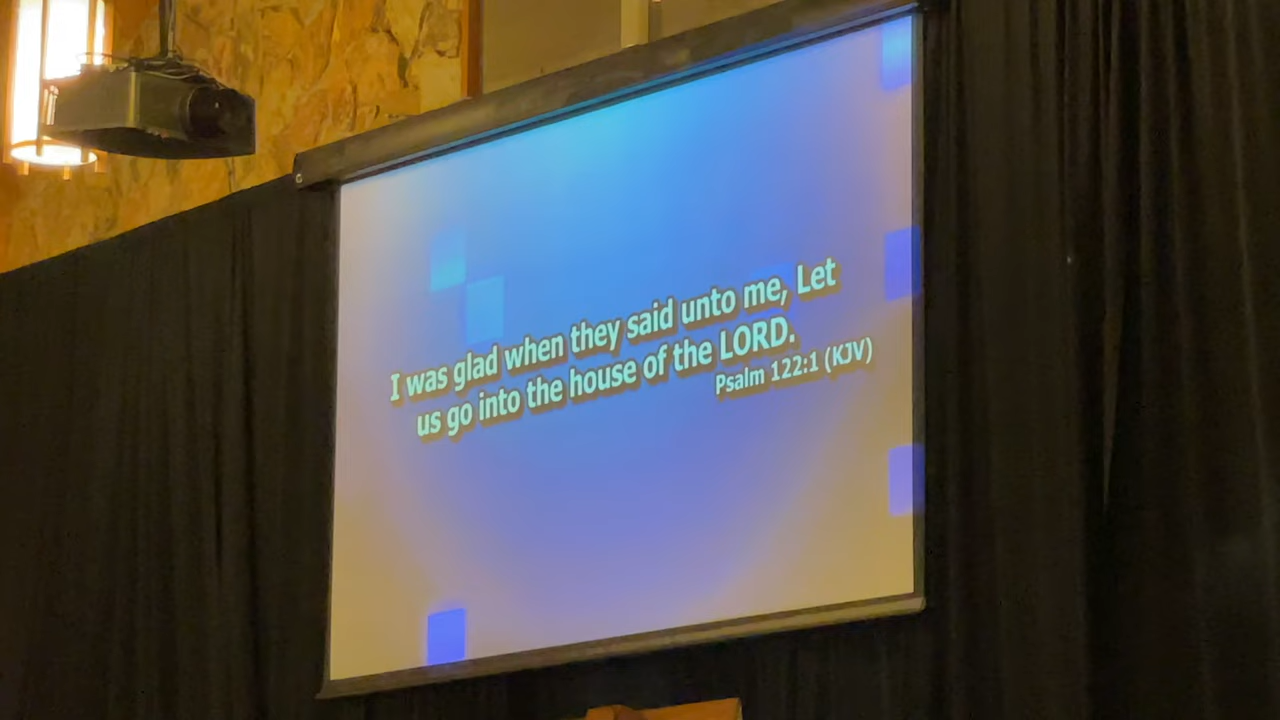 I was glad when they said unto me, Let
us go into the house of the LORD.
Psalm 122:1 (KJV)